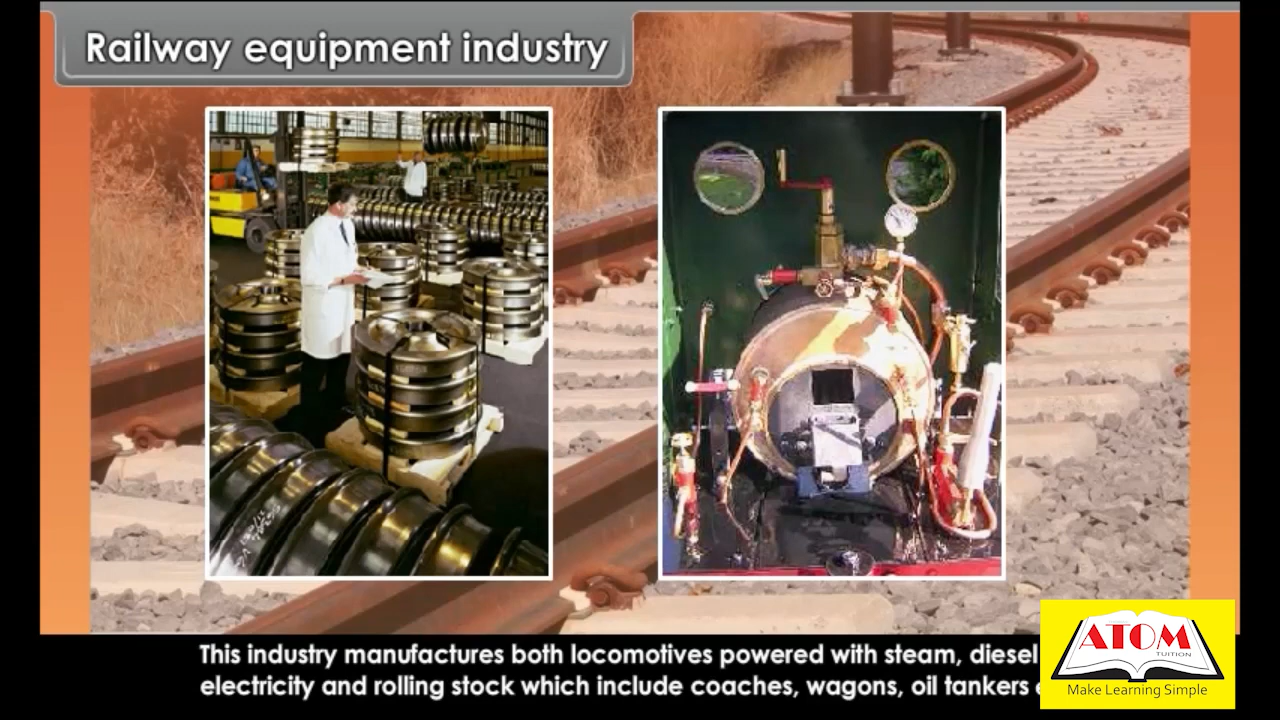 Railway equipment industry
This industry manufactures both locomotives powered with steam, diesel
electricity and rolling stock which include coaches, wagons, oil tankers
ATOM
TUITION
Make Learning Simple